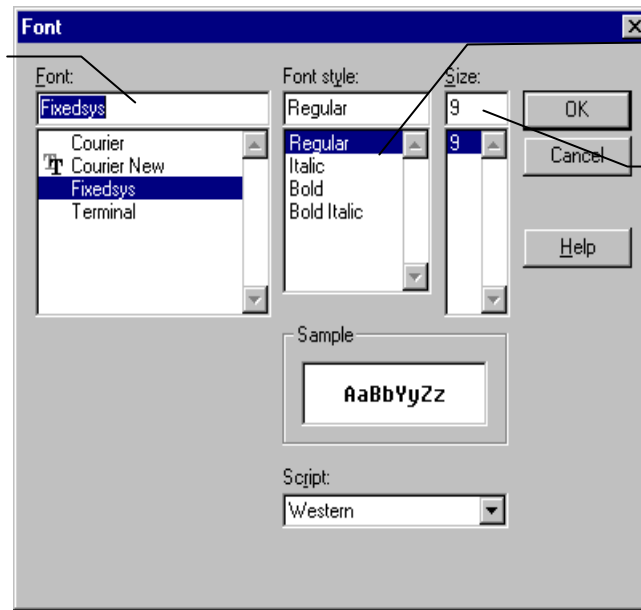 Font
Font:
Fixedsys
Courier
Courier New
Fixedsys
Terminal
Font style:
Regular
Regular
Italic
Bold
Bold Italic
Size:
9
9
OK
Cancel
Help
Sample
AaBbYyZz
Script:
Western